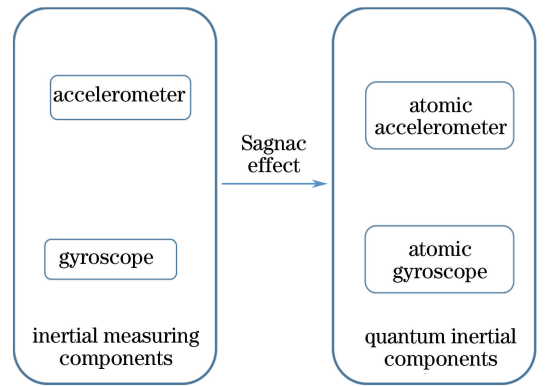 accelerometer
gyroscope
inertial measuring
components
Sagnac
effect
atomic
accelerometer
atomic
gyroscope
quantum inertial
components